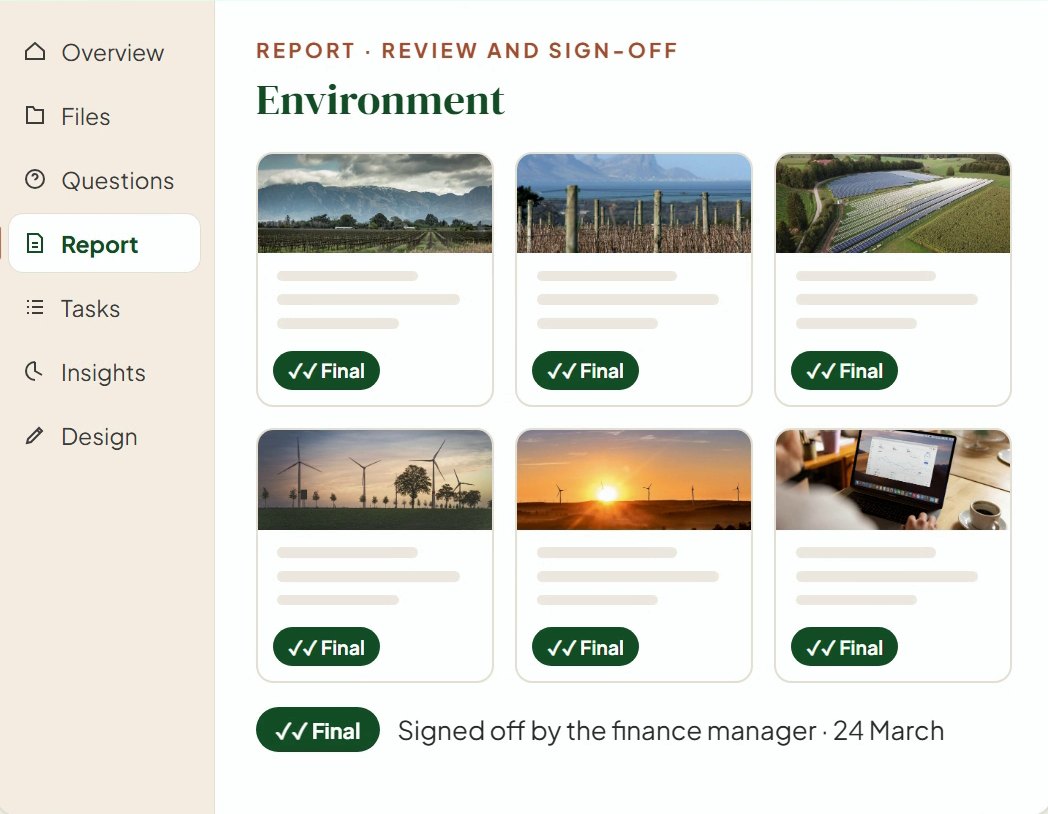 Overview
Files
Questions
Report
Tasks
Insights
Design
REPORT · REVIEW AND SIGN-OFF
Environment
✓✓ Final
✓✓ Final
✓✓ Final
✓✓ Final
✓✓ Final
✓✓ Final
✓✓ Final Signed off by the finance manager · 24 March